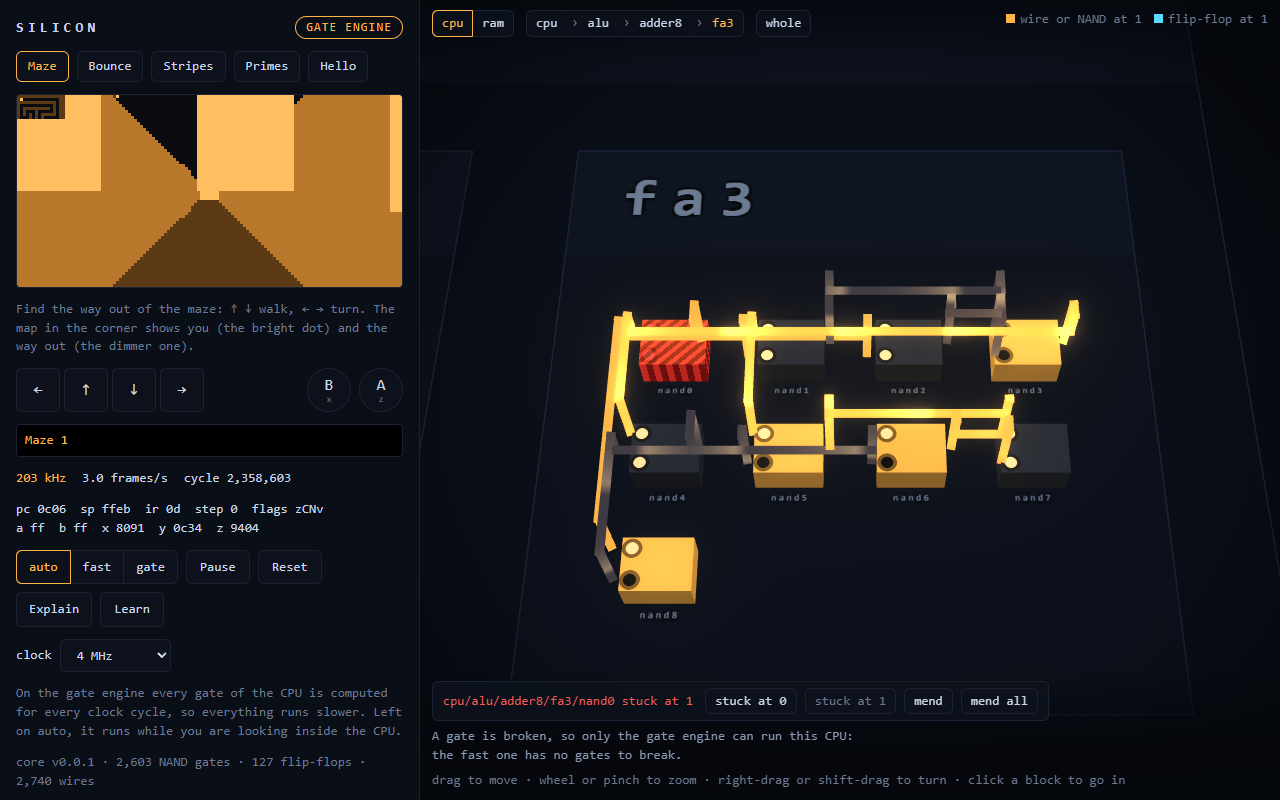 SILICON
GATE ENGINE
Maze
Bounce
Stripes
Primes
Hello
Find the way out of the maze: ↑ ↓ walk, ← → turn. The
map in the corner shows you (the bright dot) and the
way out (the dimmer one).
← ↑ ↓ →
B
x
A
z
Maze 1
203 kHz 3.0 frames/s cycle 2,358,603
pc 0c06 sp ffeb ir 0d step 0 flags zCNv
a ff b ff x 8091 y 0c34 z 9404
auto fast gate Pause Reset
Explain Learn
clock 4 MHz
On the gate engine every gate of the CPU is computed
for every clock cycle, so everything runs slower. Left
on auto, it runs while you are looking inside the CPU.
core v0.0.1 · 2,603 NAND gates · 127 flip-flops ·
2,740 wires
cpu ram cpu › alu › adder8 › fa3 whole
wire or NAND at 1 flip-flop at 1
fa3
nand0 nand1 nand2 nand3
nand4 nand5 nand6 nand7
nand8
cpu/alu/adder8/fa3/nand0 stuck at 1 stuck at 0 stuck at 1 mend mend all
A gate is broken, so only the gate engine can run this CPU:
the fast one has no gates to break.
drag to move · wheel or pinch to zoom · right-drag or shift-drag to turn · click a block to go in